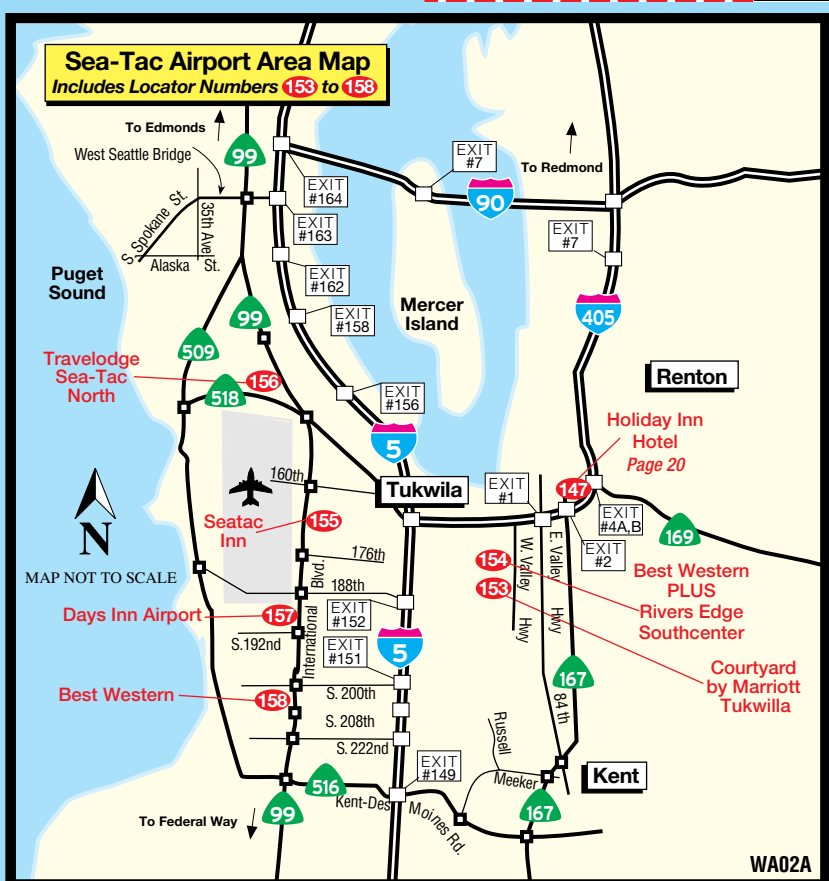 Sea-Tac Airport Area Map
Includes Locator Numbers 153 to 158
To Edmonds
West Seattle Bridge
99
S. Spokane St.
35th Ave.
Alaska St.
EXIT #164
EXIT #163
EXIT #162
EXIT #158
EXIT #156
EXIT #7
90
To Redmond
EXIT #7
405
Puget
Sound
Mercer
Island
99
509
518
Travelodge
Sea-Tac
North
156
Renton
Holiday Inn
Hotel
Page 20
147
5
Tukwila
EXIT #1
EXIT #4A,B
EXIT #2
169
160th
Seatac
Inn
155
N
MAP NOT TO SCALE
176th
188th
International Blvd.
W. Valley Hwy
E. Valley Hwy
154
153
Best Western
PLUS
Rivers Edge
Southcenter
Courtyard
by Marriott
Tukwilla
Days Inn Airport
157
EXIT #152
S.192nd
EXIT #151
5
Best Western
158
S. 200th
S. 208th
S. 222nd
167
84 th
Russell
Meeker
Kent
EXIT #149
516
Kent-Des Moines Rd.
99
To Federal Way
167
WA02A